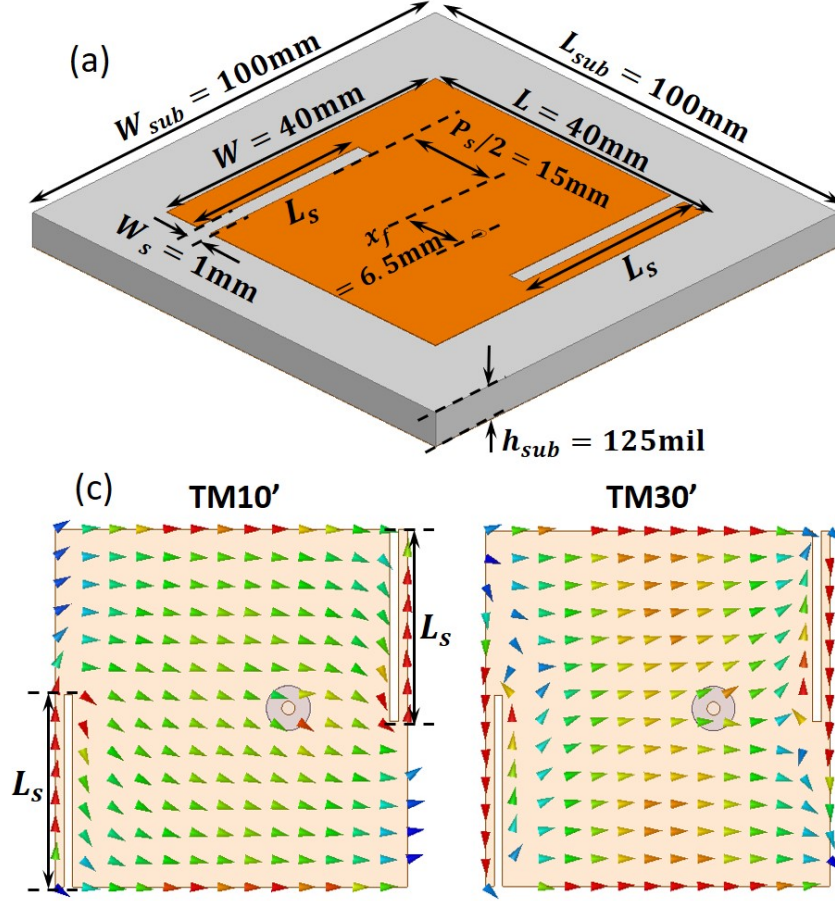 (a)
W_sub = 100mm
L_sub = 100mm
W = 40mm
L = 40mm
P_s/2 = 15mm
L_s
W_s = 1mm
x_f
= 6.5mm
L_s
h_sub = 125mil
(c)
TM10’
TM30’
L_s
L_s